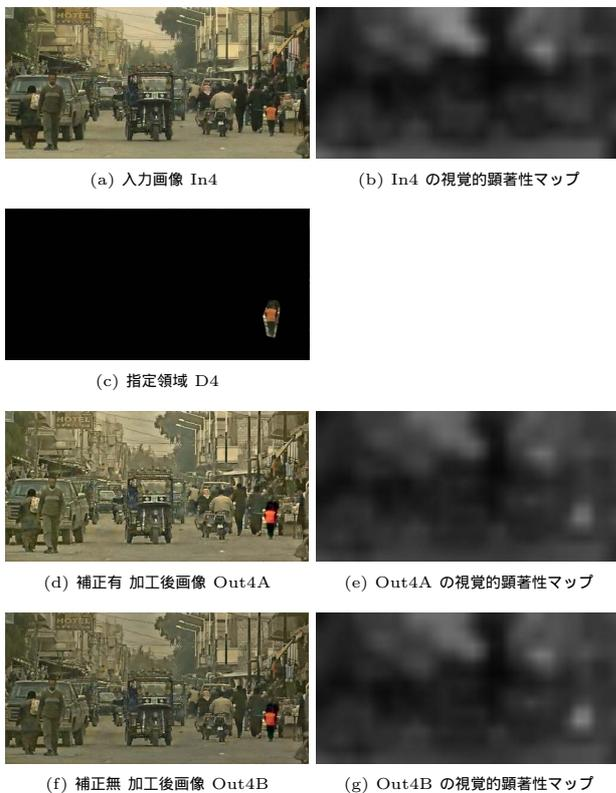 HOTEL
(a) 入力画像 In4
(b) In4 の視覚的顕著性マップ
(c) 指定領域 D4
HOTEL
(d) 補正有 加工後画像 Out4A
(e) Out4A の視覚的顕著性マップ
HOTEL
(f) 補正無 加工後画像 Out4B
(g) Out4B の視覚的顕著性マップ